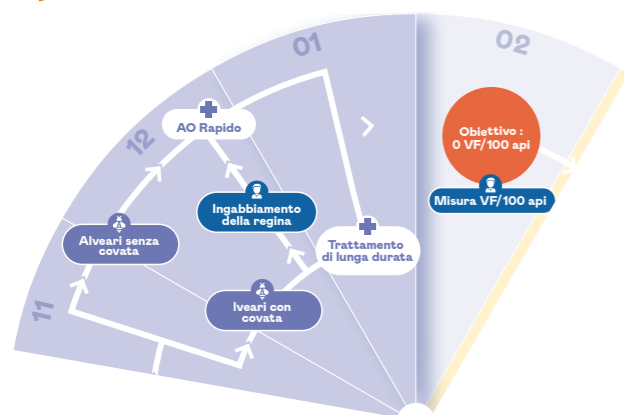 01
02
12
11
AO Rapido
Obiettivo :
0 VF/100 api
Misura VF/100 api
Ingabbiamento
della regina
Alveari senza
covata
Trattamento
di lunga durata
Iveari con
covata